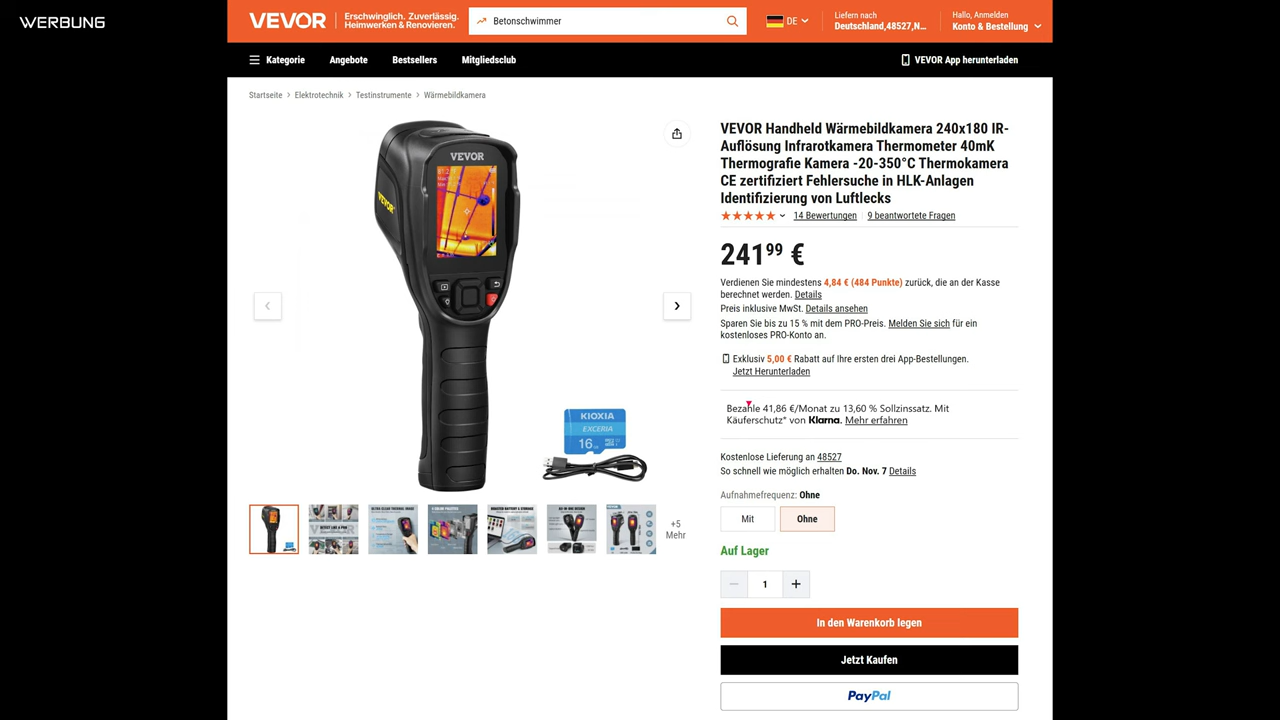 WERBUNG
VEVOR
Erschwinglich. Zuverlässig.
Heimwerken & Renovieren.
Betonschwimmer
DE
Liefern nach
Deutschland,48527,N...
Hallo, Anmelden
Konto & Bestellung
Kategorie
Angebote
Bestsellers
Mitgliedsclub
VEVOR App herunterladen
Startseite > Elektrotechnik > Testinstrumente > Wärmebildkamera
VEVOR
VEVOR
KIOXIA
EXCERIA
16
+5
Mehr
VEVOR Handheld Wärmebildkamera 240x180 IR-
Auflösung Infrarotkamera Thermometer 40mK
Thermografie Kamera -20-350°C Thermokamera
CE zertifiziert Fehlersuche in HLK-Anlagen
Identifizierung von Luftlecks
14 Bewertungen
9 beantwortete Fragen
241⁹⁹ €
Verdienen Sie mindestens 4,84 € (484 Punkte) zurück, die an der Kasse
berechnet werden. Details
Preis inklusive MwSt. Details ansehen
Sparen Sie bis zu 15 % mit dem PRO-Preis. Melden Sie sich für ein
kostenloses PRO-Konto an.
Exklusiv 5,00 € Rabatt auf Ihre ersten drei App-Bestellungen.
Jetzt Herunterladen
Bezahle 41,86 €/Monat zu 13,60 % Sollzinssatz. Mit
Käuferschutz* von Klarna. Mehr erfahren
Kostenlose Lieferung an 48527
So schnell wie möglich erhalten Do. Nov. 7 Details
Aufnahmefrequenz: Ohne
Mit
Ohne
Auf Lager
1
In den Warenkorb legen
Jetzt Kaufen
PayPal